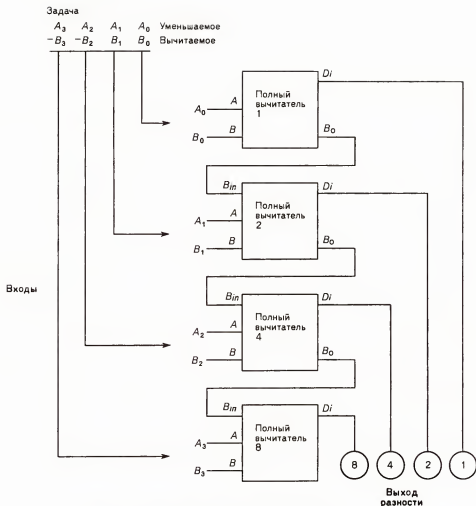 Задача
A₃ A₂ A₁ A₀ Уменьшаемое
−B₃ −B₂ B₁ B₀ Вычитаемое
Di
A
Полный
вычитатель
1
A₀
B
B₀
Bo
Bin
Di
A
Полный
вычитатель
2
A₁
B
B₁
Bo
Входы
Bin
Di
A
Полный
вычитатель
4
A₂
B
B₂
Bo
Bin
Di
A
Полный
вычитатель
8
A₃
B
B₃
8 4 2 1
Выход
разности